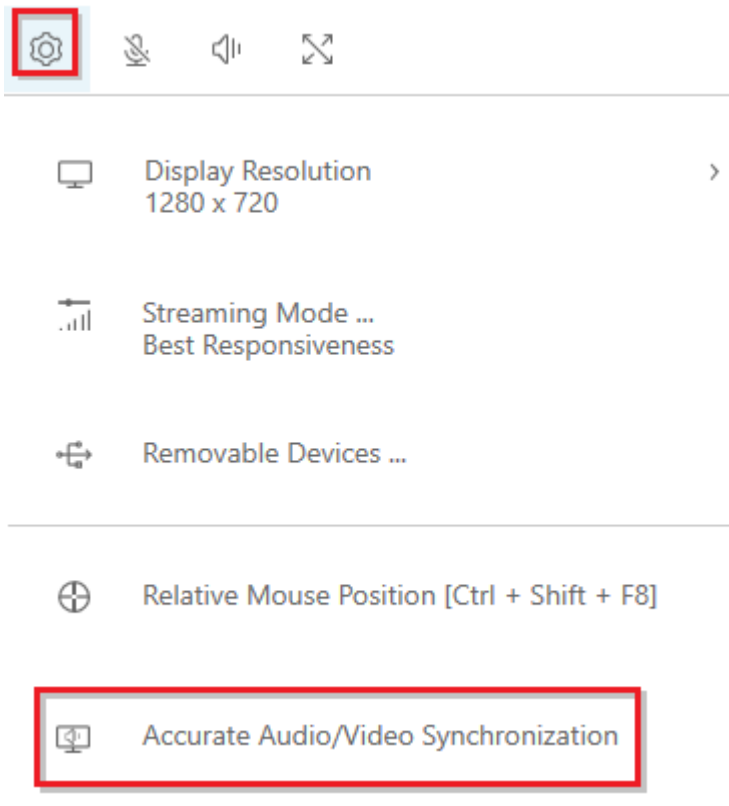 Display Resolution
1280 x 720
Streaming Mode ...
Best Responsiveness
Removable Devices ...
Relative Mouse Position [Ctrl + Shift + F8]
Accurate Audio/Video Synchronization